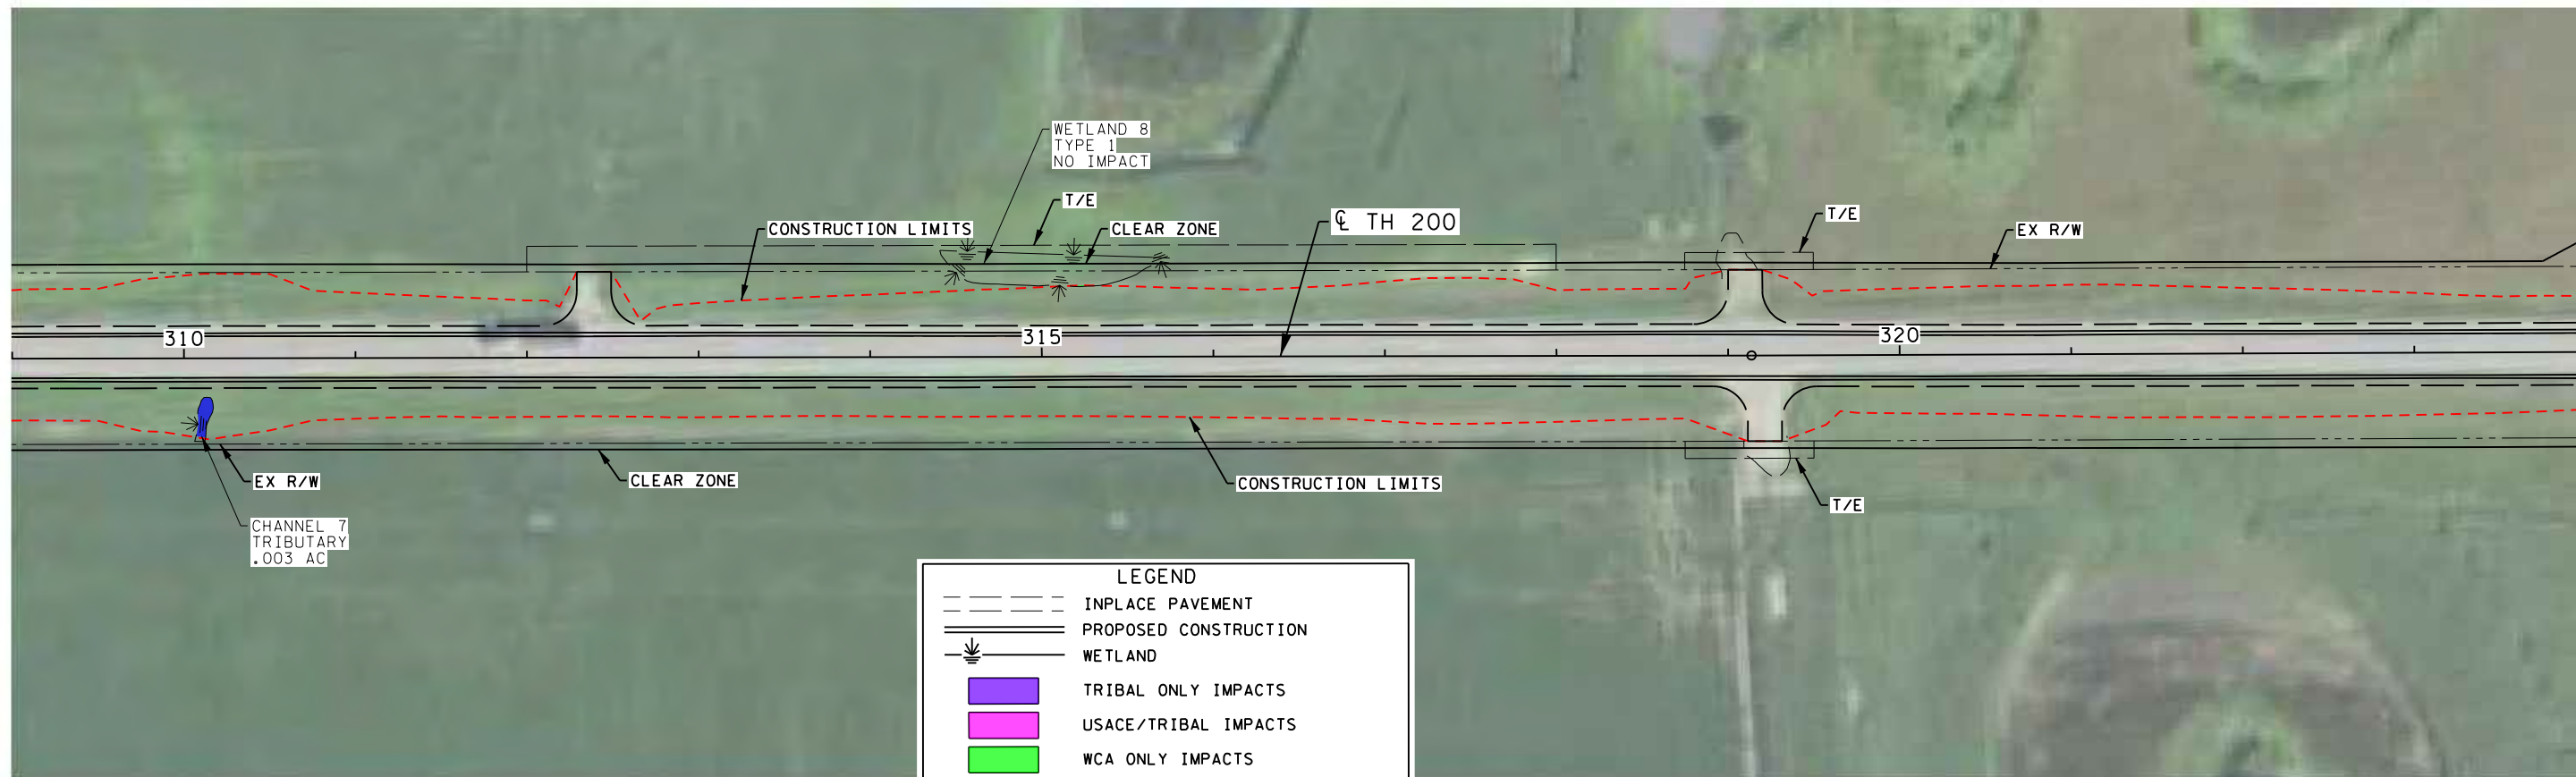 WETLAND 8
TYPE 1
NO IMPACT
T/E
CONSTRUCTION LIMITS
CLEAR ZONE
℄ TH 200
T/E
EX R/W
310
315
320
EX R/W
CLEAR ZONE
CONSTRUCTION LIMITS
T/E
CHANNEL 7
TRIBUTARY
.003 AC
LEGEND
INPLACE PAVEMENT
PROPOSED CONSTRUCTION
WETLAND
TRIBAL ONLY IMPACTS
USACE/TRIBAL IMPACTS
WCA ONLY IMPACTS